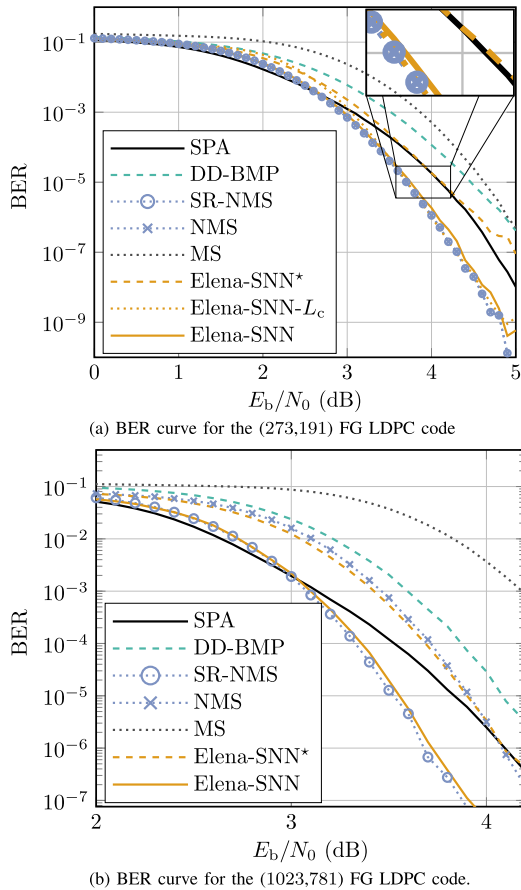 10⁻¹
10⁻³
10⁻⁵
10⁻⁷
10⁻⁹
BER
SPA
DD-BMP
SR-NMS
NMS
MS
Elena-SNN⋆
Elena-SNN-L_c
Elena-SNN
0 1 2 3 4 5
E_b/N_0 (dB)
(a) BER curve for the (273,191) FG LDPC code
10⁻¹
10⁻²
10⁻³
10⁻⁴
10⁻⁵
10⁻⁶
10⁻⁷
BER
SPA
DD-BMP
SR-NMS
NMS
MS
Elena-SNN⋆
Elena-SNN
2 3 4
E_b/N_0 (dB)
(b) BER curve for the (1023,781) FG LDPC code.